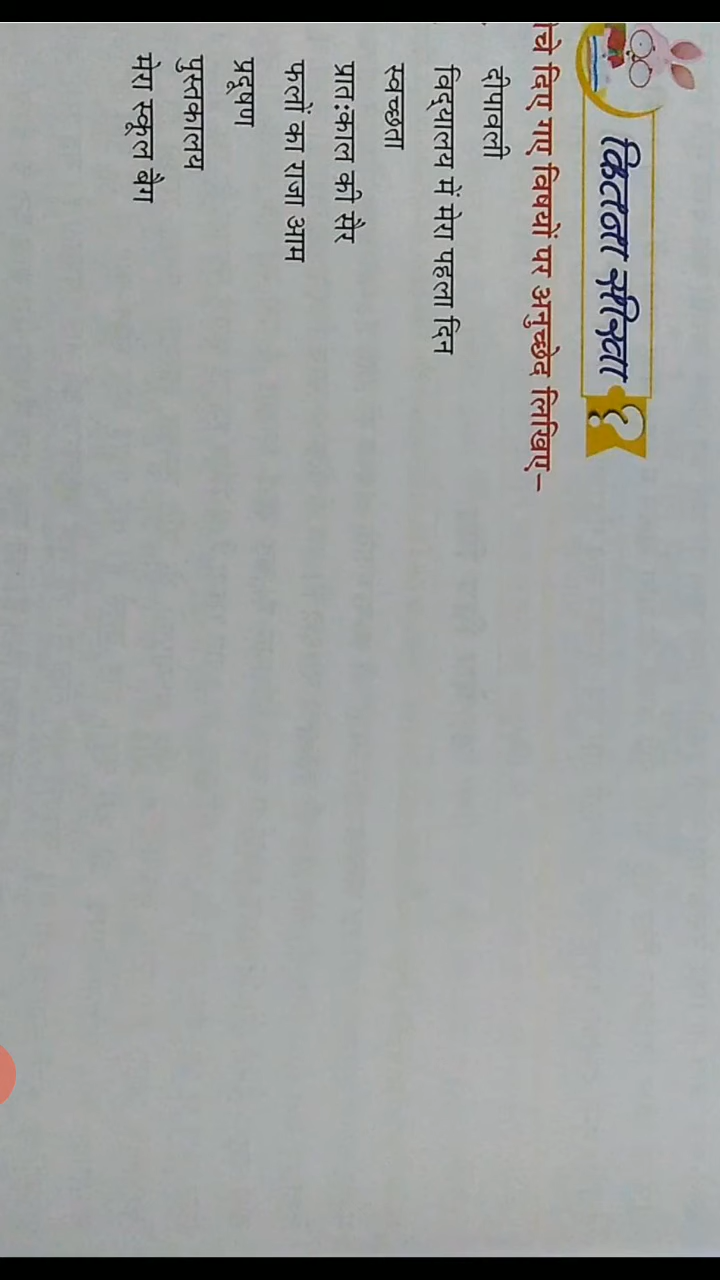 कितना सीखा ?
नीचे दिए गए विषयों पर अनुच्छेद लिखिए–
दीपावली
विद्यालय में मेरा पहला दिन
स्वच्छता
प्रात:काल की सैर
फलों का राजा आम
प्रदूषण
पुस्तकालय
मेरा स्कूल बैग